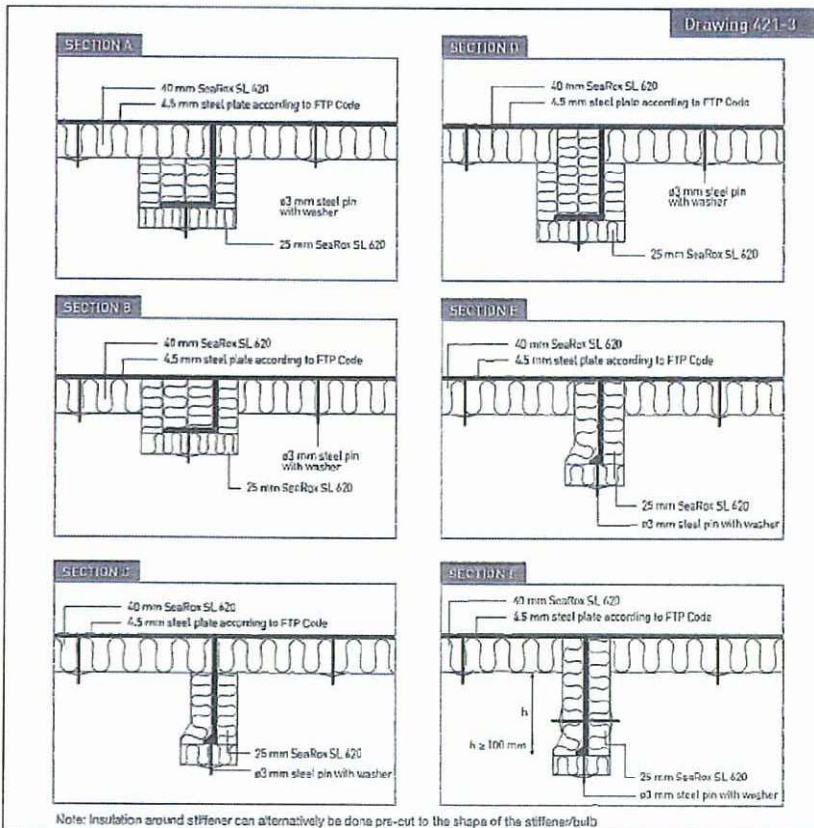 Drawing 421-3
SECTION A
40 mm SeaRox SL 620
4.5 mm steel plate according to FTP Code
ø3 mm steel pin
with washer
25 mm SeaRox SL 620
SECTION D
40 mm SeaRox SL 620
4.5 mm steel plate according to FTP Code
ø3 mm steel pin
with washer
25 mm SeaRox SL 620
SECTION B
40 mm SeaRox SL 620
4.5 mm steel plate according to FTP Code
ø3 mm steel pin
with washer
25 mm SeaRox SL 620
SECTION E
40 mm SeaRox SL 620
4.5 mm steel plate according to FTP Code
25 mm SeaRox SL 620
ø3 mm steel pin with washer
SECTION C
40 mm SeaRox SL 620
4.5 mm steel plate according to FTP Code
25 mm SeaRox SL 620
ø3 mm steel pin with washer
SECTION F
40 mm SeaRox SL 620
4.5 mm steel plate according to FTP Code
h
h ≥ 100 mm
25 mm SeaRox SL 620
ø3 mm steel pin with washer
Note: Insulation around stiffener can alternatively be done pre-cut to the shape of the stiffener/bulb